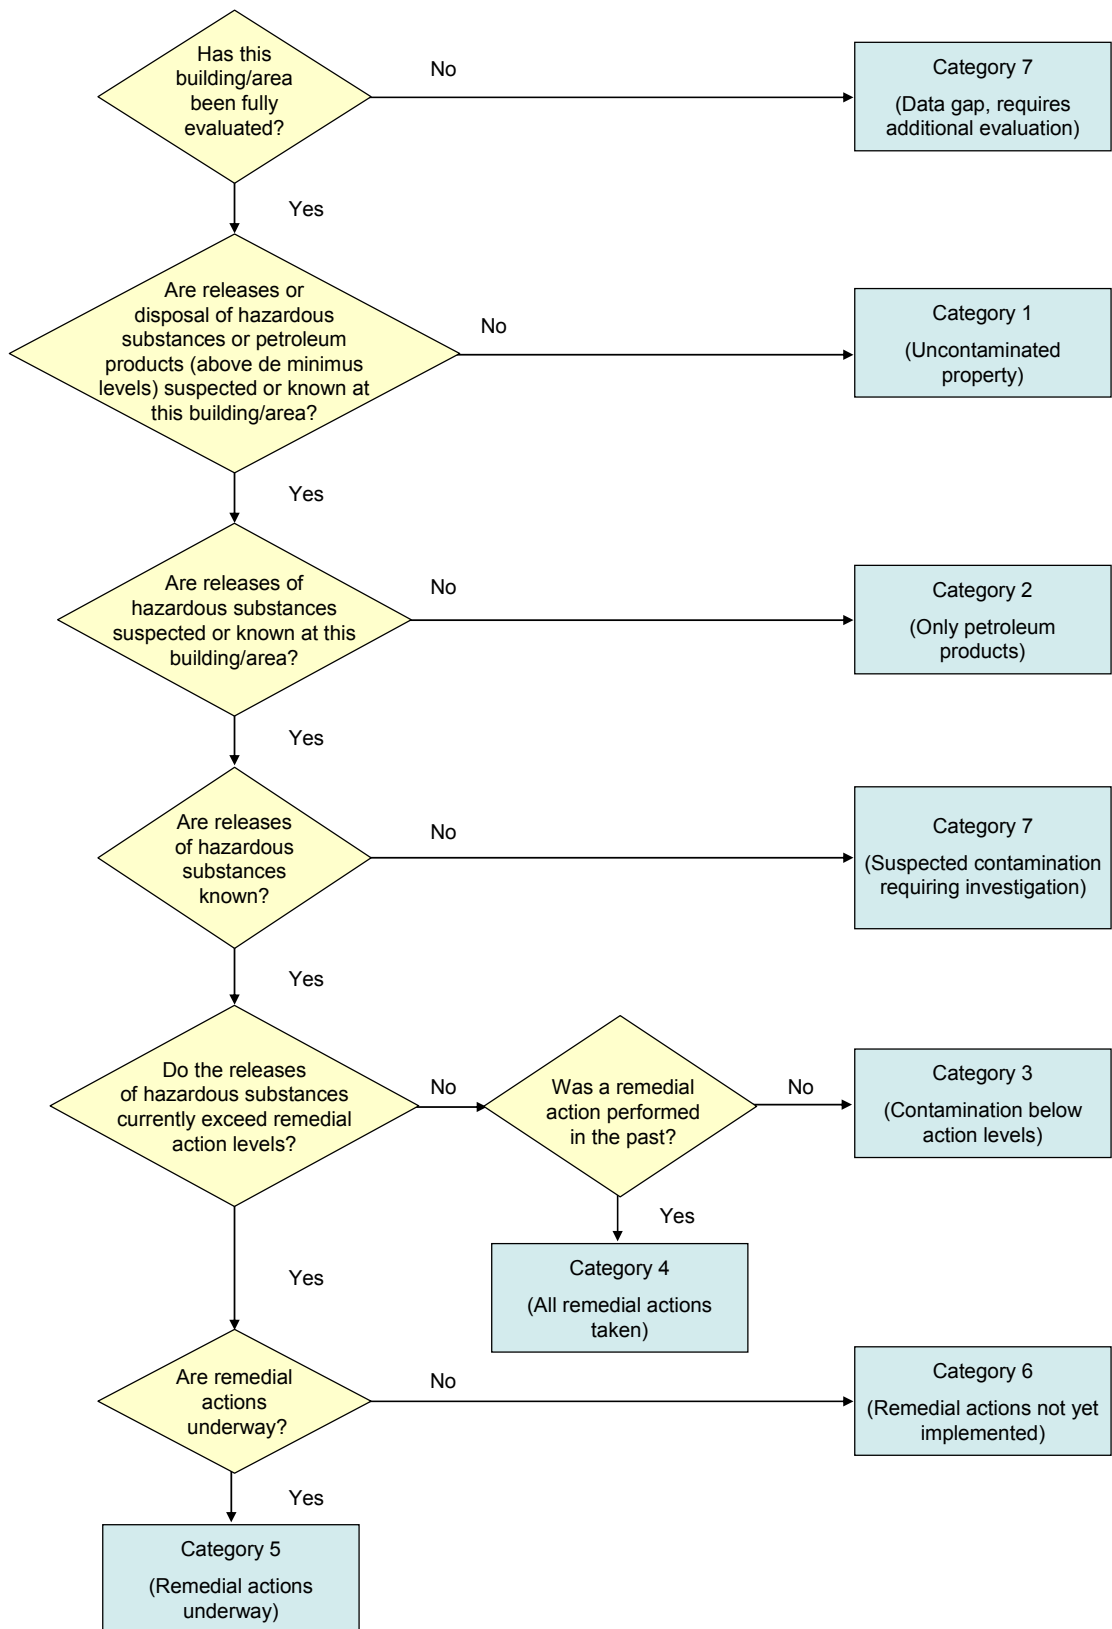 Has this
building/area
been fully
evaluated?
No
Category 7
(Data gap, requires
additional evaluation)
Yes
Are releases or
disposal of hazardous
substances or petroleum
products (above de minimus
levels) suspected or known at
this building/area?
No
Category 1
(Uncontaminated
property)
Yes
Are releases of
hazardous substances
suspected or known at this
building/area?
No
Category 2
(Only petroleum
products)
Yes
Are releases
of hazardous
substances
known?
No
Category 7
(Suspected contamination
requiring investigation)
Yes
Do the releases
of hazardous substances
currently exceed remedial
action levels?
No
Was a remedial
action performed
in the past?
No
Category 3
(Contamination below
action levels)
Yes
Category 4
(All remedial actions
taken)
Yes
Are remedial
actions
underway?
No
Category 6
(Remedial actions not yet
implemented)
Yes
Category 5
(Remedial actions
underway)